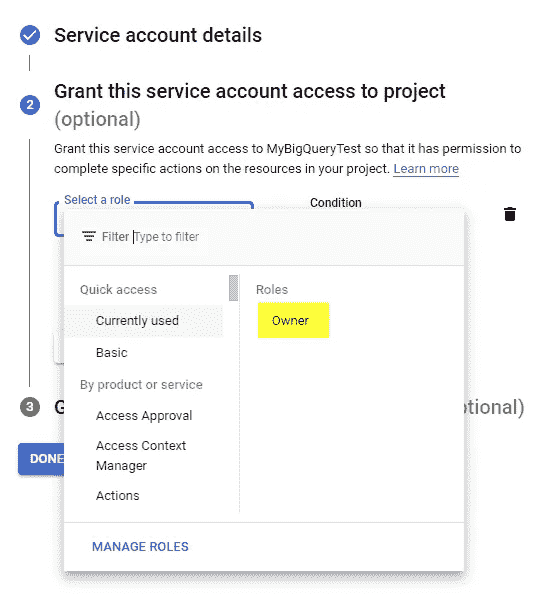 Service account details
2
Grant this service account access to project
(optional)
Grant this service account access to MyBigQueryTest so that it has permission to
complete specific actions on the resources in your project. Learn more
Select a role
Condition
Filter Type to filter
Quick access
Currently used
Basic
By product or service
Access Approval
Access Context
Manager
Actions
Roles
Owner
3 G
ptional)
DONE
MANAGE ROLES